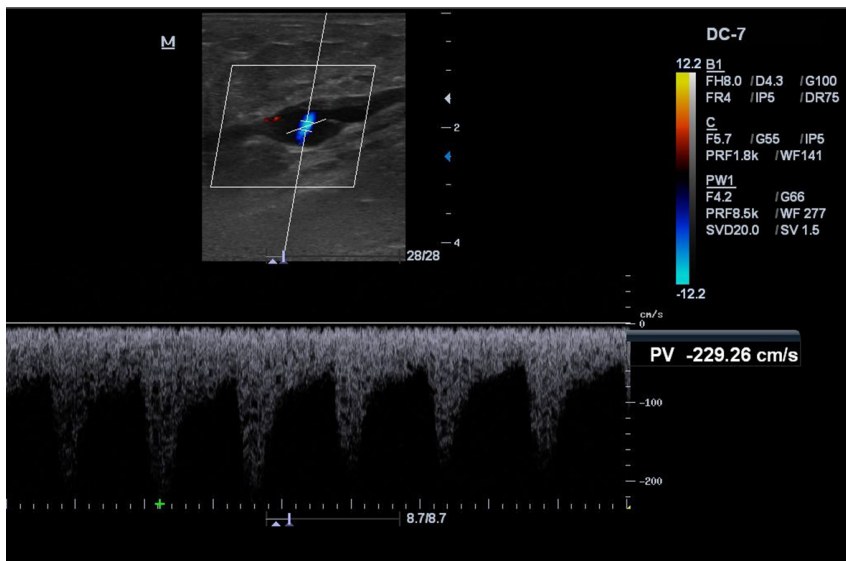 M
DC-7
12.2
B1
FH8.0 /D4.3 /G100
FR4 /IP5 /DR75
C
F5.7 /G55 /IP5
PRF1.8k /WF141
PW1
F4.2 /G66
PRF8.5k /WF 277
SVD20.0 /SV 1.5
2
4
28/28
-12.2
cm/s
0
PV -229.26 cm/s
-100
-200
8.7/8.7